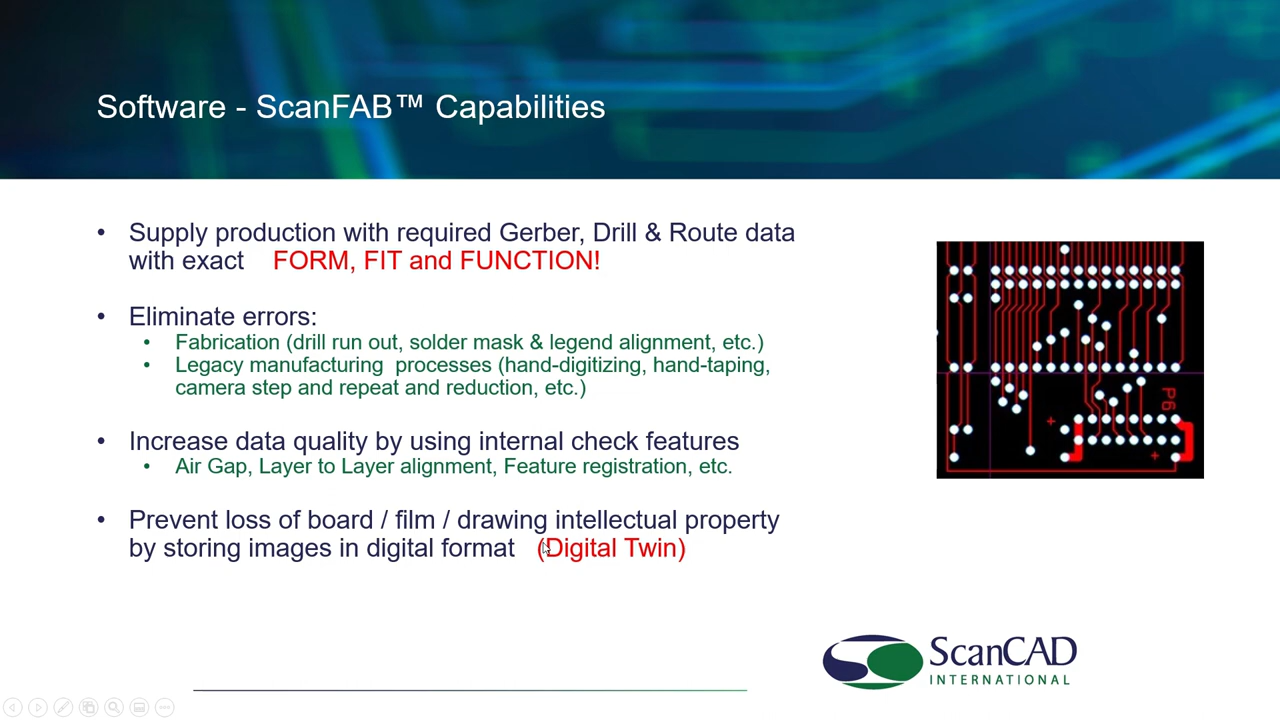 Software - ScanFAB™ Capabilities
• Supply production with required Gerber, Drill & Route data
with exact FORM, FIT and FUNCTION!
• Eliminate errors:
• Fabrication (drill run out, solder mask & legend alignment, etc.)
• Legacy manufacturing processes (hand-digitizing, hand-taping,
camera step and repeat and reduction, etc.)
• Increase data quality by using internal check features
• Air Gap, Layer to Layer alignment, Feature registration, etc.
• Prevent loss of board / film / drawing intellectual property
by storing images in digital format (Digital Twin)
P6
ScanCAD
INTERNATIONAL